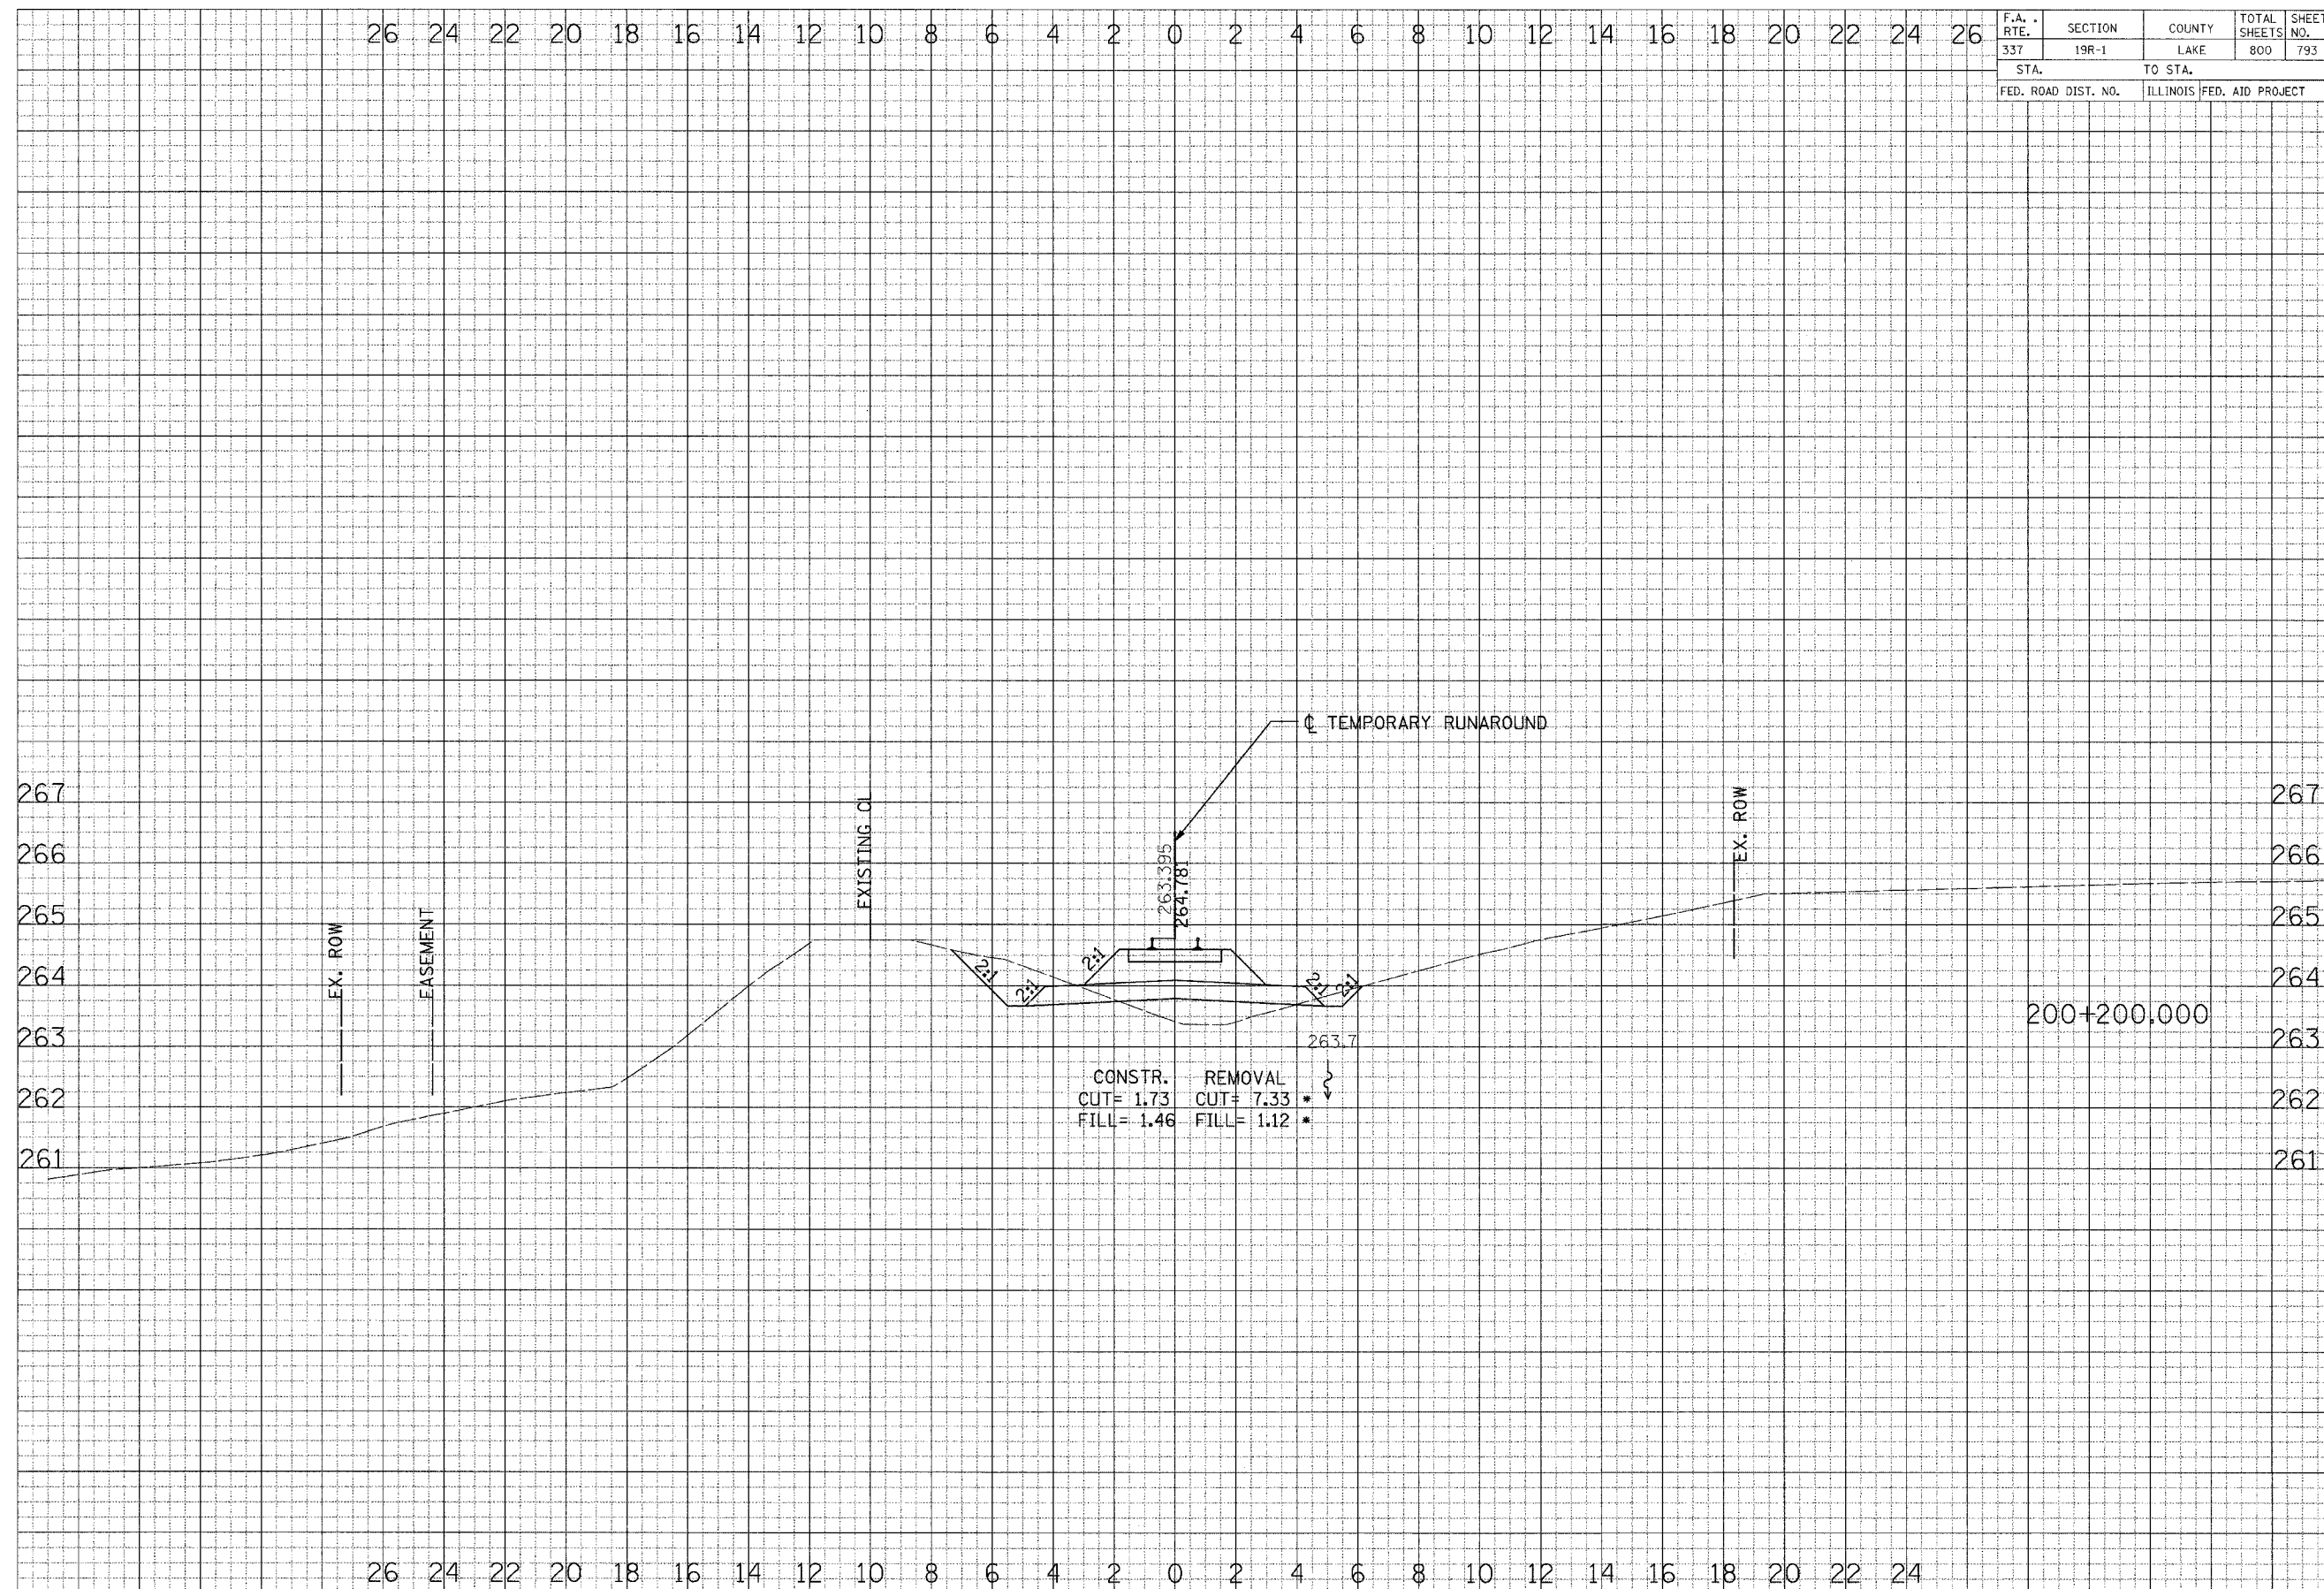 26 24 22 20 18 16 14 12 10 8 6 4 2 0 2 4 6 8 10 12 14 16 18 20 22 24 26
F.A. . RTE. SECTION COUNTY TOTAL SHEETS SHEET NO.
337 19R-1 LAKE 800 793
STA. TO STA.
FED. ROAD DIST. NO. ILLINOIS FED. AID PROJECT
℄ TEMPORARY RUNAROUND
267 267
266 266
265 265
264 264
263 263
262 262
261 261
EX. ROW
EASEMENT
EXISTING CL
263.395
264.781
EX. ROW
2:1
2:1
2:1
2:1
2:1
263.7
200+200.000
CONSTR. REMOVAL
CUT= 1.73 CUT= 7.33 *
FILL= 1.46 FILL= 1.12 *
26 24 22 20 18 16 14 12 10 8 6 4 2 0 2 4 6 8 10 12 14 16 18 20 22 24